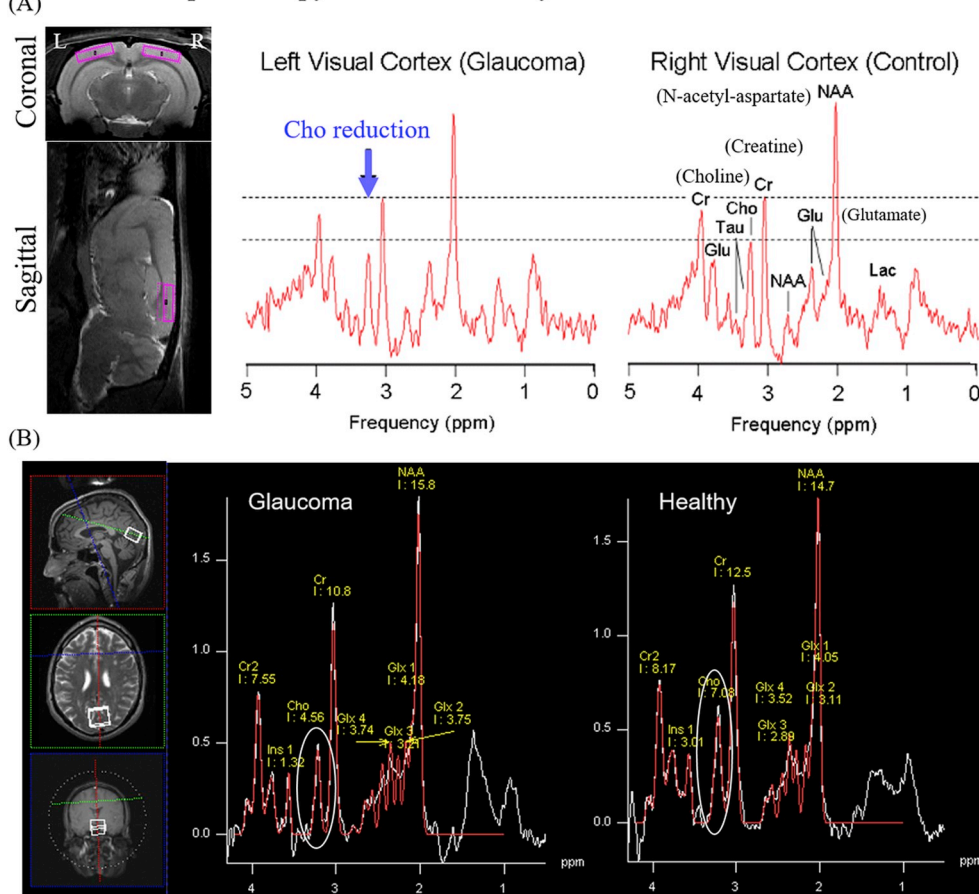 (A)
Coronal
L R
Sagittal
Left Visual Cortex (Glaucoma)
Cho reduction
5 4 3 2 1 0
Frequency (ppm)
Right Visual Cortex (Control)
(N-acetyl-aspartate) NAA
(Creatine)
(Choline) Cr
Cr Cho
Glu (Glutamate)
Tau
Glu
NAA
Lac
5 4 3 2 1 0
Frequency (ppm)
(B)
Glaucoma
NAA
I : 15.8
1.5
Cr
I : 10.8
1.0
Cr2
I : 7.55
Glx 1
I : 4.18
Cho
I : 4.56
Glx 4
I : 3.74
Glx 3
I : 3.21
Glx 2
I : 3.75
0.5
Ins 1
I : 1.32
0.0
ppm
4 3 2 1
Healthy
NAA
I : 14.7
1.5
Cr
I : 12.5
1.0
Cr2
I : 8.17
Glx 1
I : 4.05
Cho
I : 7.08
Glx 4
I : 3.52
Glx 2
I : 3.11
Glx 3
I : 2.89
0.5
Ins 1
I : 3.01
0.0
ppm
4 3 2 1